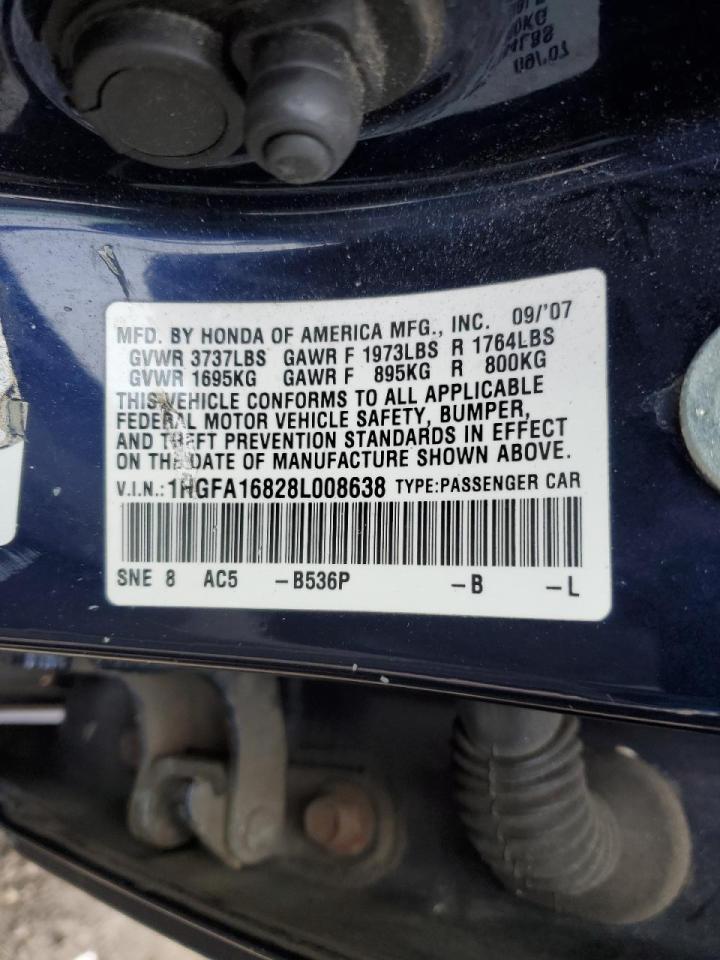 MFD. BY HONDA OF AMERICA MFG., INC. 09/'07
GVWR 3737LBS GAWR F 1973LBS R 1764LBS
GVWR 1695KG GAWR F 895KG R 800KG
THIS VEHICLE CONFORMS TO ALL APPLICABLE
FEDERAL MOTOR VEHICLE SAFETY, BUMPER,
AND THEFT PREVENTION STANDARDS IN EFFECT
ON THE DATE OF MANUFACTURE SHOWN ABOVE.
V.I.N.: 1HGFA16828L008638 TYPE:PASSENGER CAR
SNE 8 AC5 -B536P -B -L